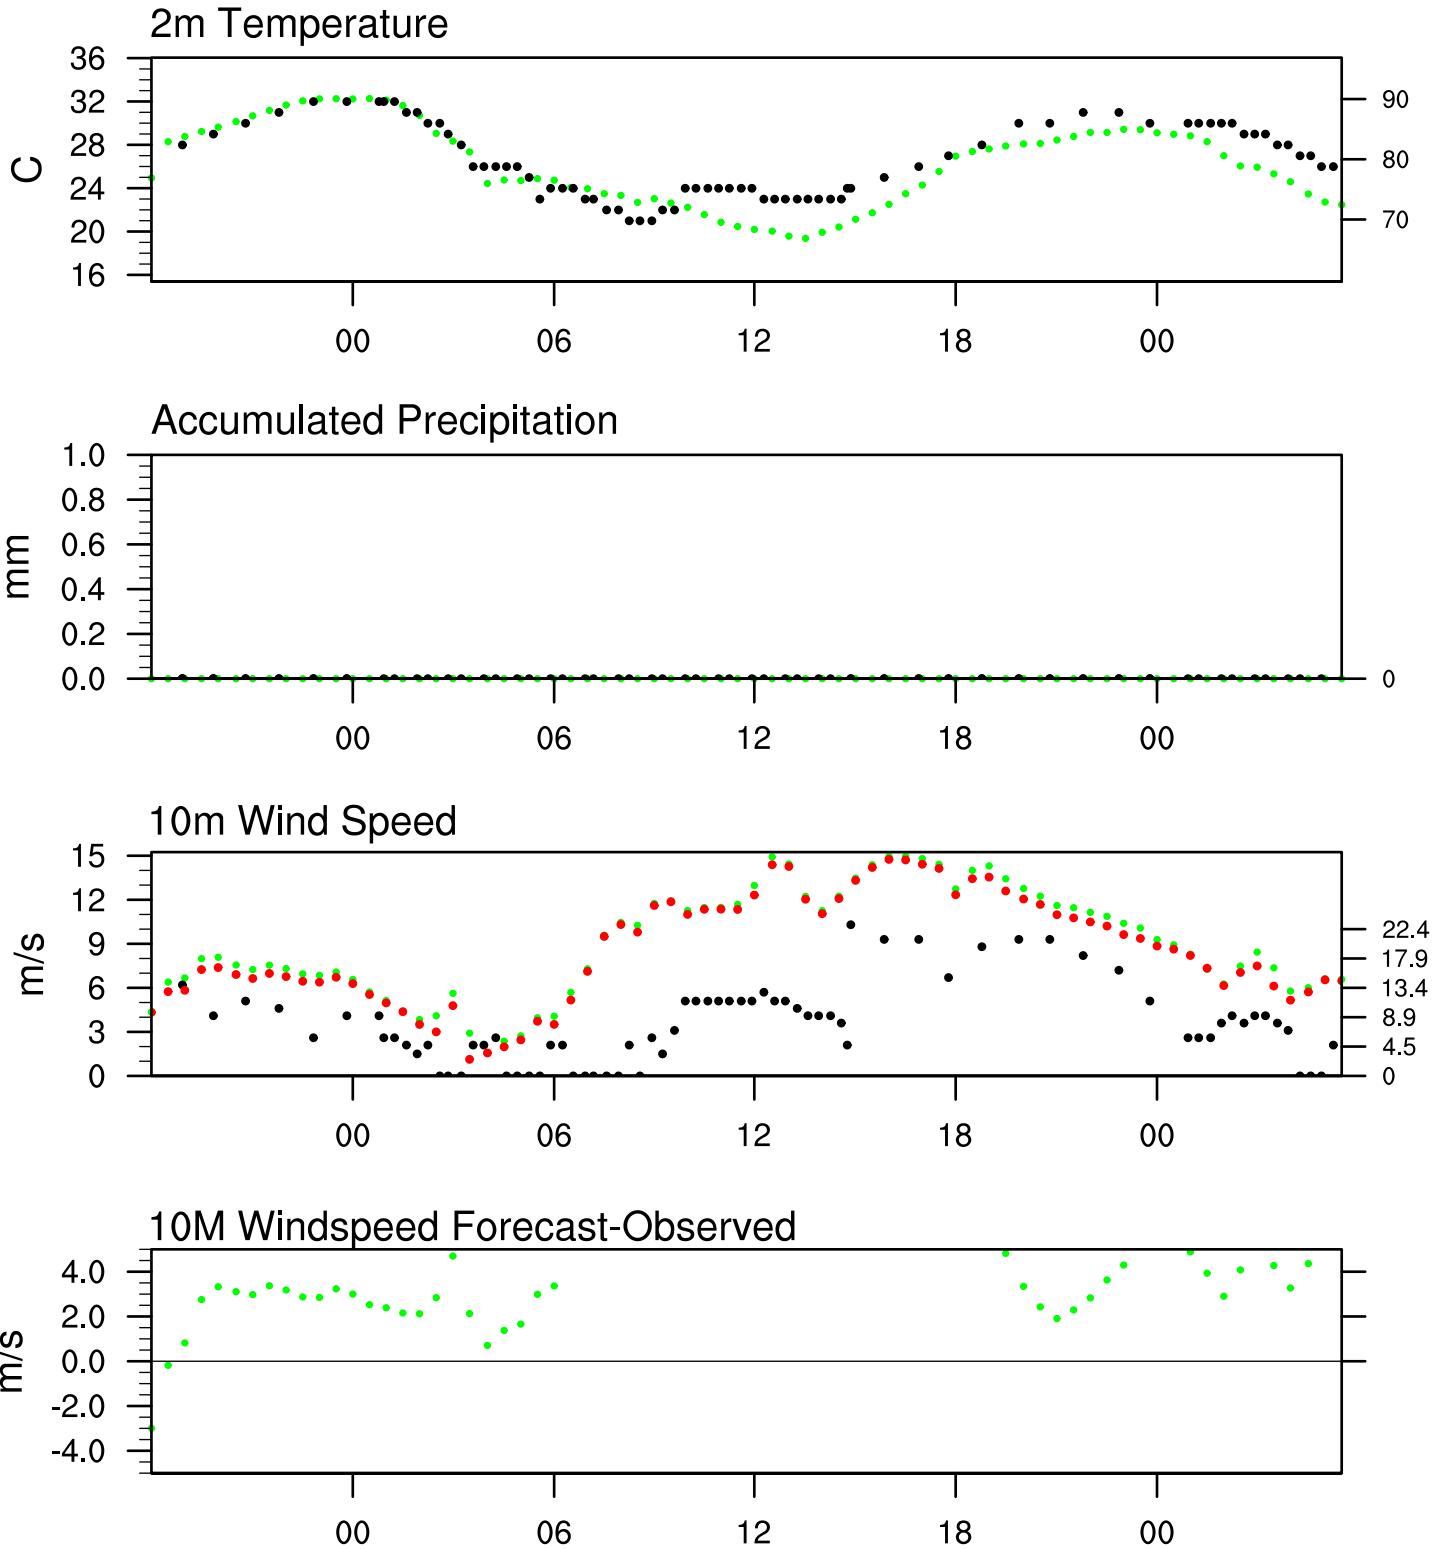 2m Temperature
36
32
28
24
20
16
C
90
80
70
00 06 12 18 00
Accumulated Precipitation
1.0
0.8
0.6
0.4
0.2
0.0
mm
0
00 06 12 18 00
10m Wind Speed
15
12
9
6
3
0
m/s
22.4
17.9
13.4
8.9
4.5
0
00 06 12 18 00
10M Windspeed Forecast-Observed
4.0
2.0
0.0
-2.0
-4.0
m/s
00 06 12 18 00